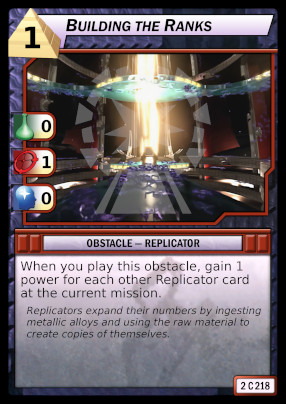 1
BUILDING THE RANKS
0
1
0
OBSTACLE — REPLICATOR
When you play this obstacle, gain 1
power for each other Replicator card
at the current mission.
Replicators expand their numbers by ingesting
metallic alloys and using the raw material to
create copies of themselves.
2 C 218